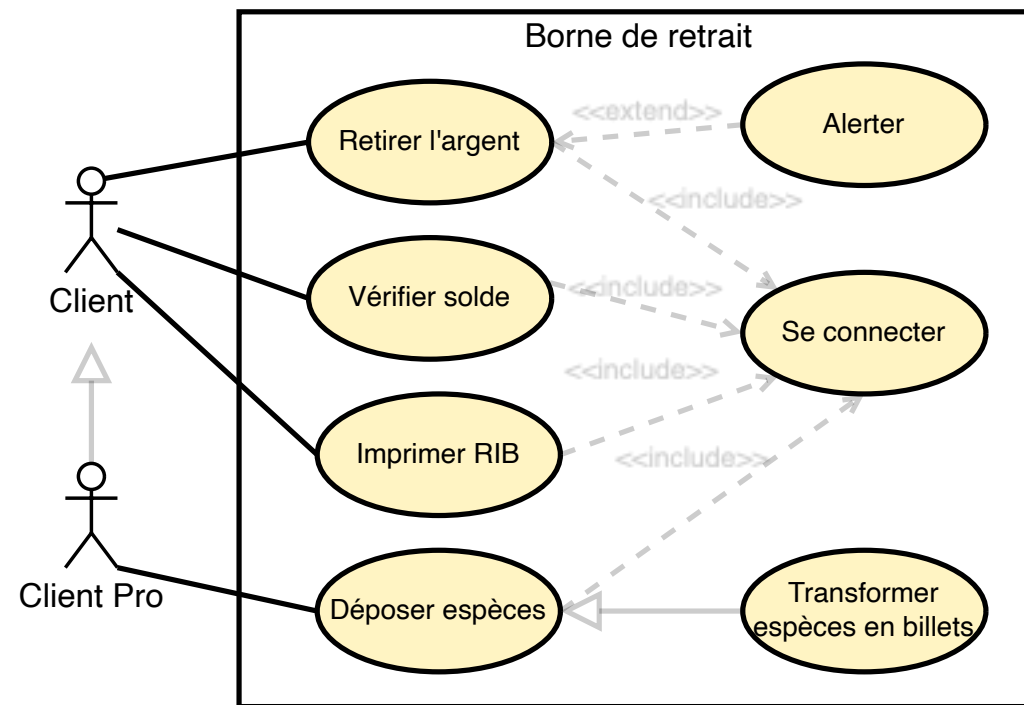 Borne de retrait
Retirer l'argent
<<extend>>
Alerter
<<include>>
Client
Vérifier solde
<<include>>
Se connecter
<<include>>
Imprimer RIB
<<include>>
Client Pro
Déposer espèces
Transformer
espèces en billets